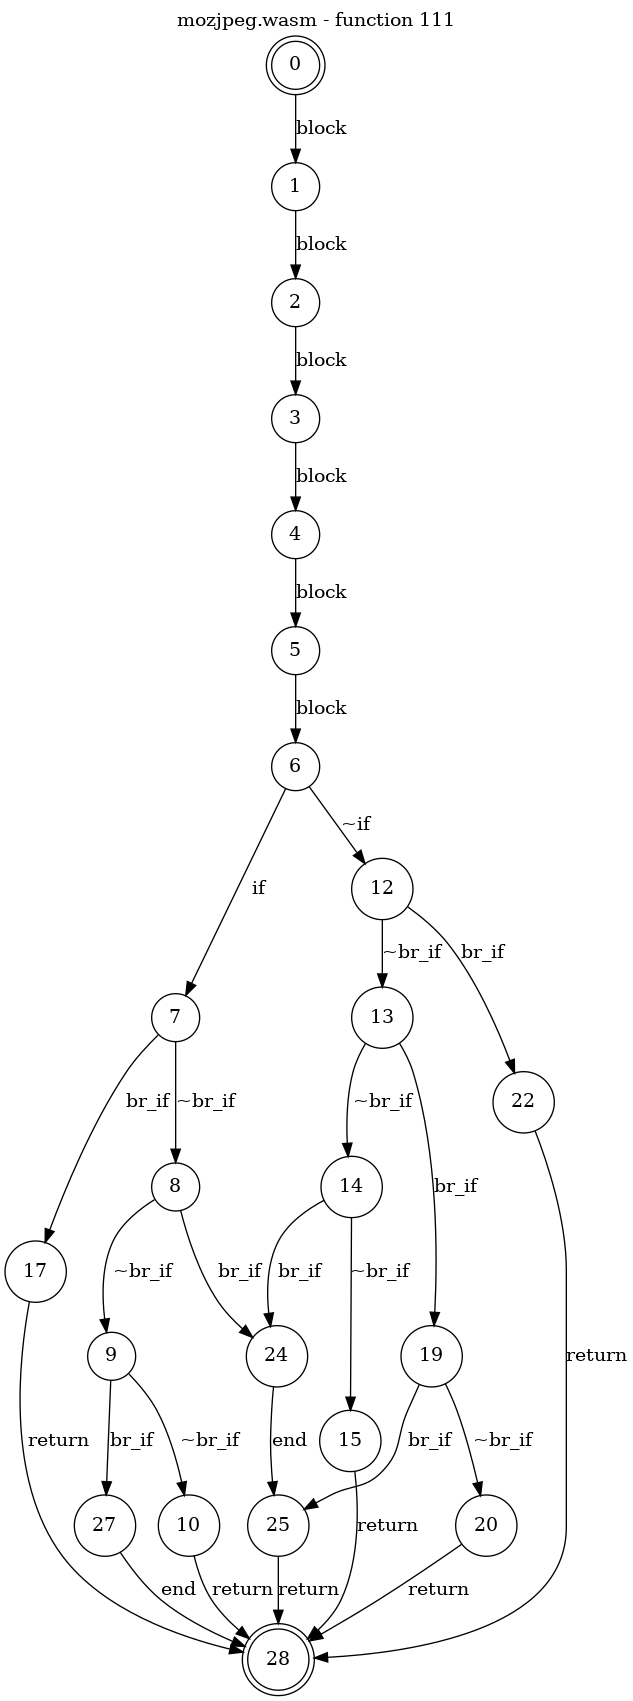 mozjpeg.wasm - function 111
0
block
1
block
2
block
3
block
4
block
5
block
6
if
~if
12
~br_if
br_if
7
13
br_if
~br_if
~br_if
22
8
14
br_if
17
~br_if
br_if
br_if
~br_if
9
24
19
return
br_if
~br_if
end
15
br_if
~br_if
return
27
10
25
return
20
end
return
return
return
28